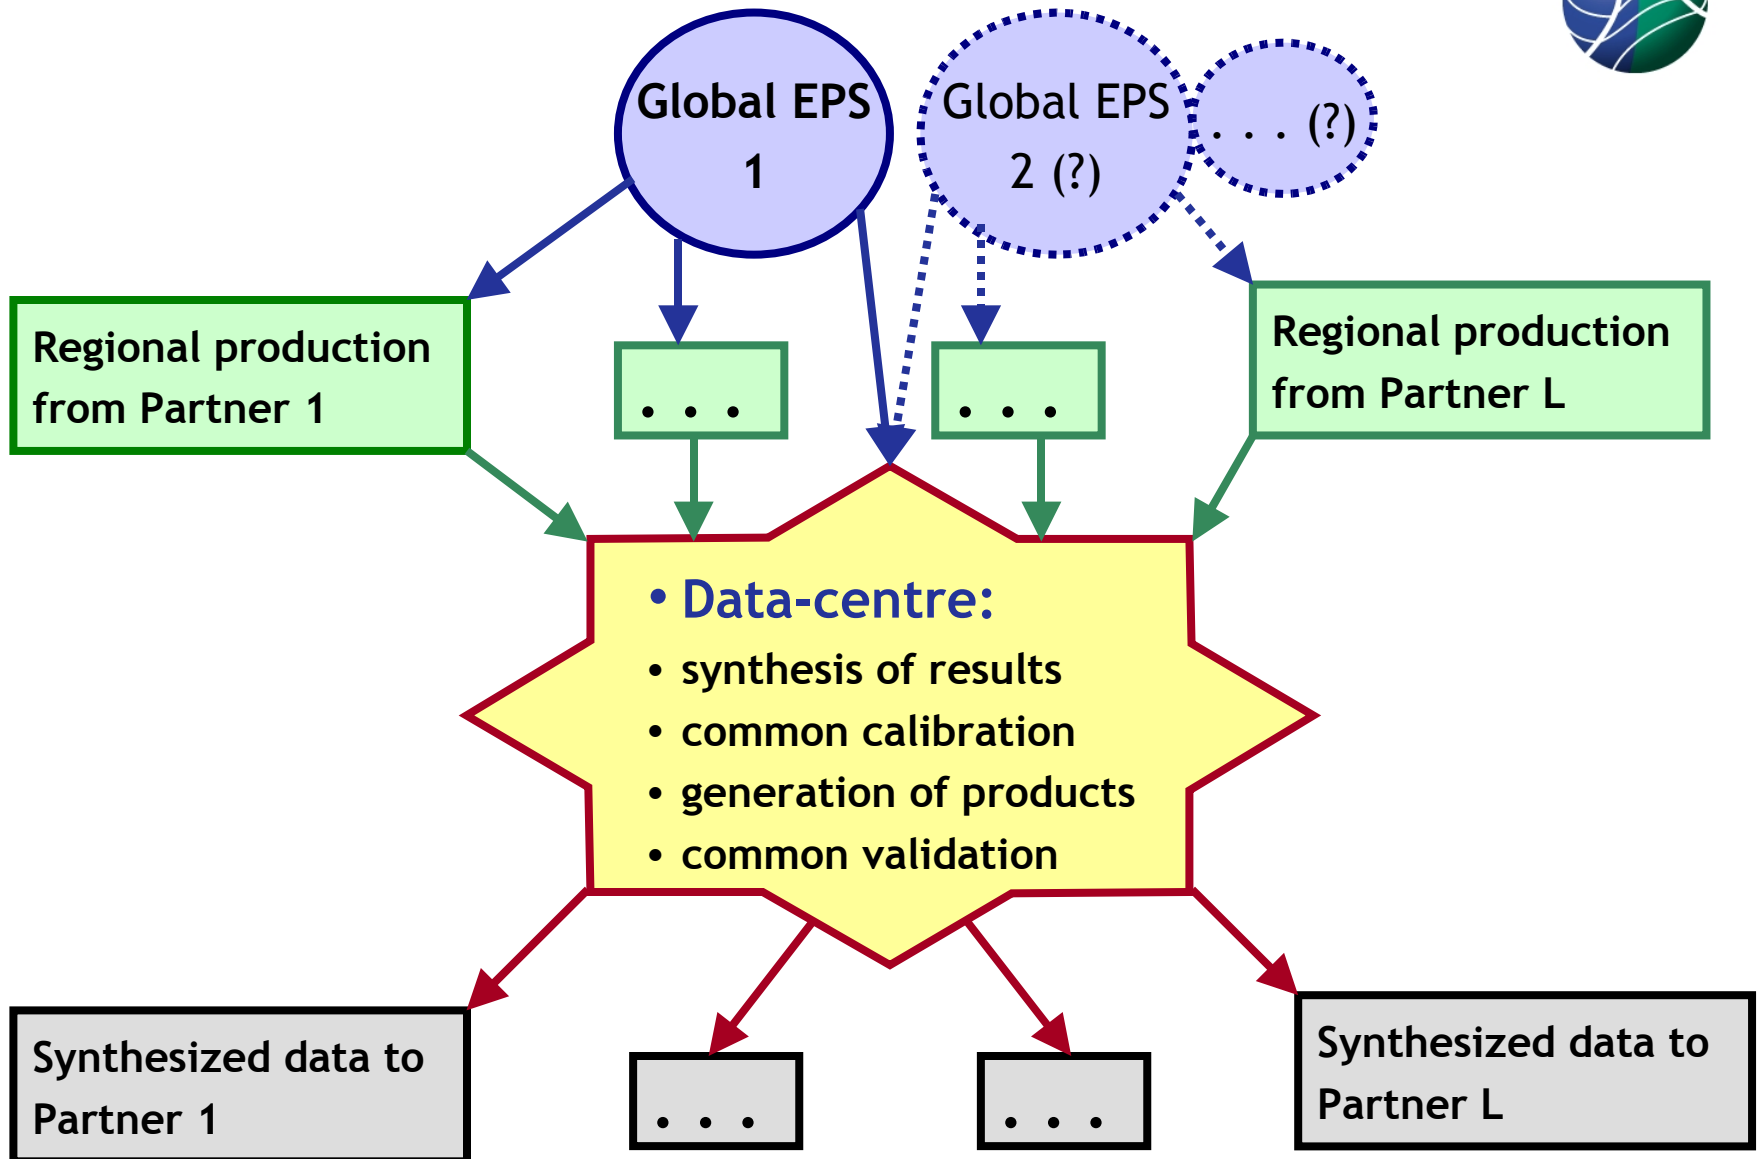 Global EPS
1
Global EPS
2 (?)
. . . (?)
Regional production
from Partner 1
. . .
. . .
Regional production
from Partner L
• Data-centre:
• synthesis of results
• common calibration
• generation of products
• common validation
Synthesized data to
Partner 1
. . .
. . .
Synthesized data to
Partner L